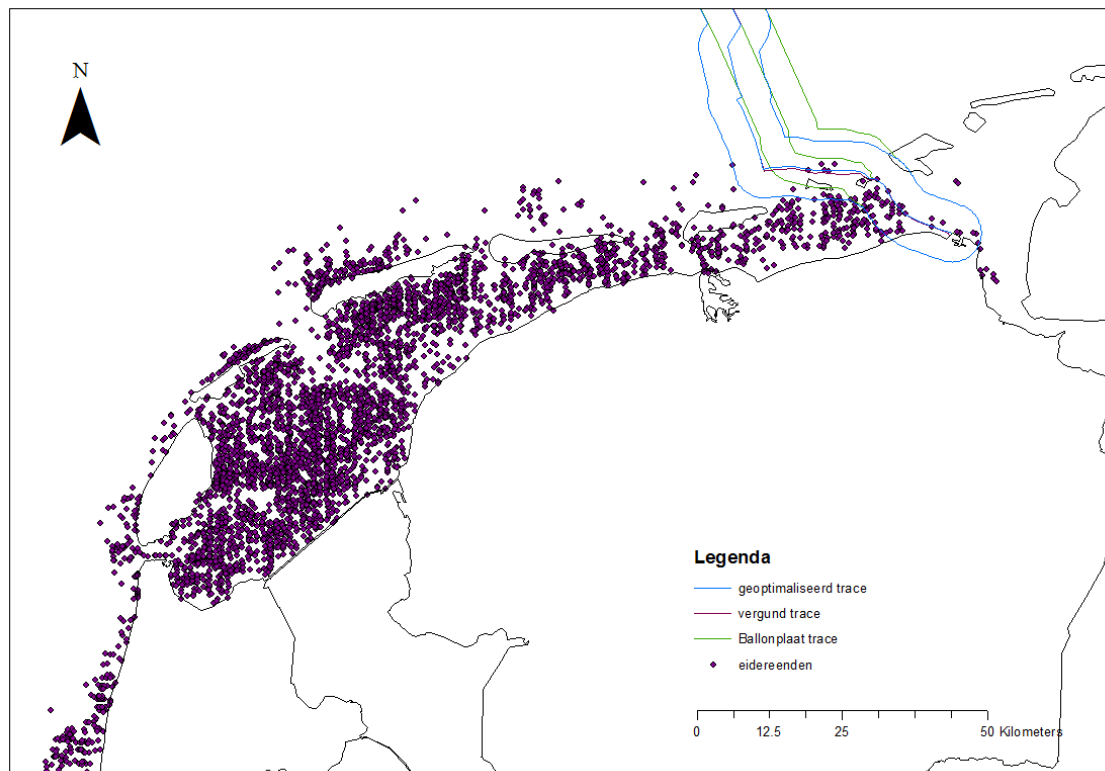 N
Legenda
geoptimaliseerd trace
vergund trace
Ballonplaat trace
eidereenden
0 12.5 25 50 Kilometers